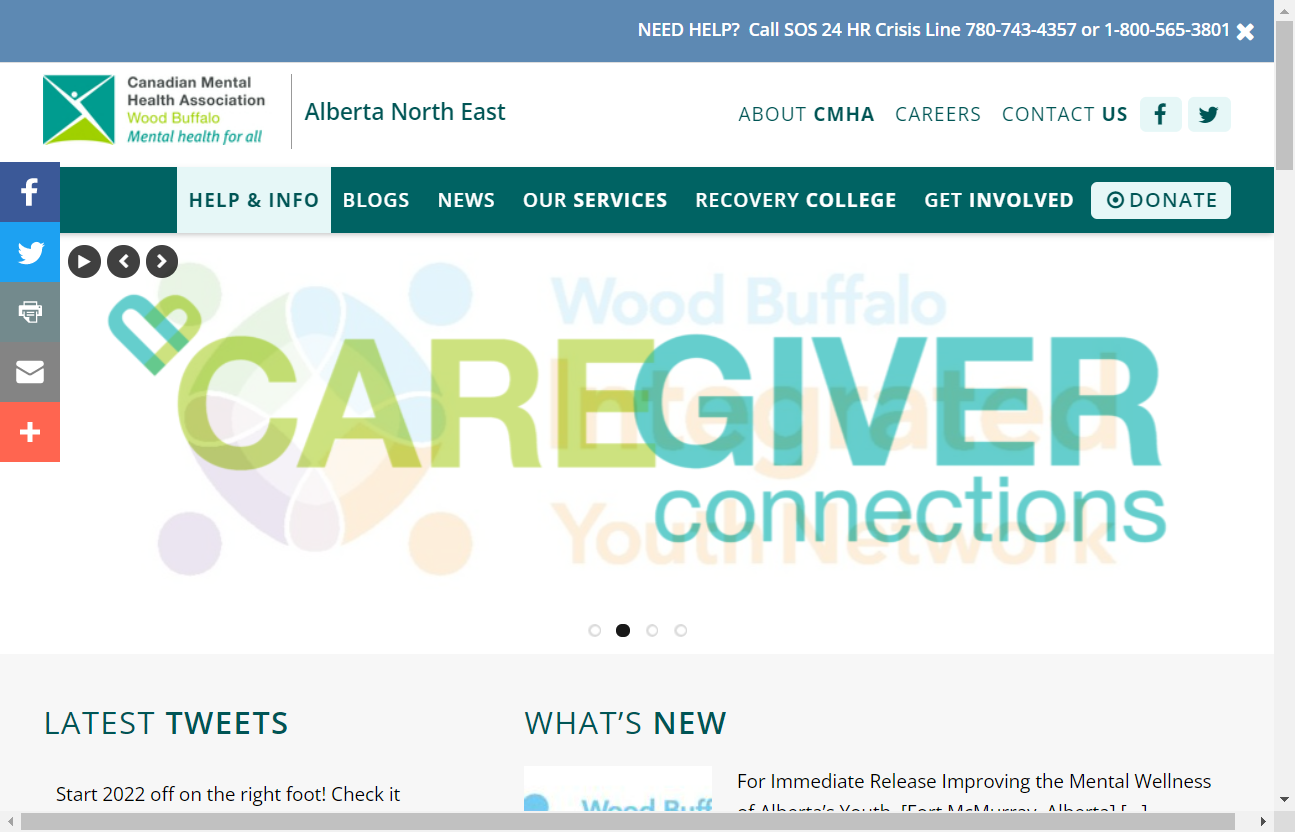 NEED HELP?  Call SOS 24 HR Crisis Line 780-743-4357 or 1-800-565-3801
Canadian Mental
Health Association
Wood Buffalo
Mental health for all
Alberta North East
ABOUT CMHA
CAREERS
CONTACT US
HELP & INFO
BLOGS
NEWS
OUR SERVICES
RECOVERY COLLEGE
GET INVOLVED
DONATE
Wood Buffalo
Integrated
Youth Network
CAREGIVER
connections
LATEST TWEETS
WHAT'S NEW
Start 2022 off on the right foot! Check it
Wood Buff
For Immediate Release Improving the Mental Wellness
of Alberta's Youth  [Fort McMurray, Alberta] [...]